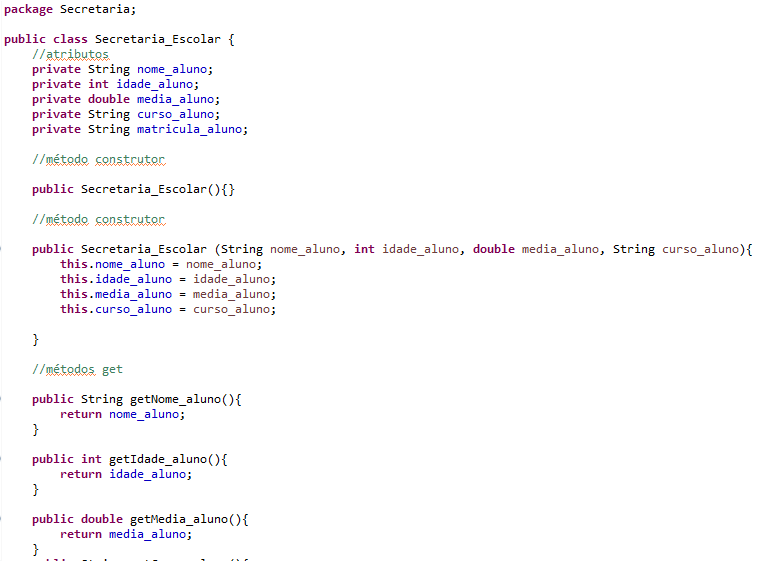 package Secretaria;
public class Secretaria_Escolar {
//atributos
private String nome_aluno;
private int idade_aluno;
private double media_aluno;
private String curso_aluno;
private String matricula_aluno;
//método construtor
public Secretaria_Escolar(){}
//método construtor
public Secretaria_Escolar (String nome_aluno, int idade_aluno, double media_aluno, String curso_aluno){
this.nome_aluno = nome_aluno;
this.idade_aluno = idade_aluno;
this.media_aluno = media_aluno;
this.curso_aluno = curso_aluno;
}
//métodos get
public String getNome_aluno(){
return nome_aluno;
}
public int getIdade_aluno(){
return idade_aluno;
}
public double getMedia_aluno(){
return media_aluno;
}